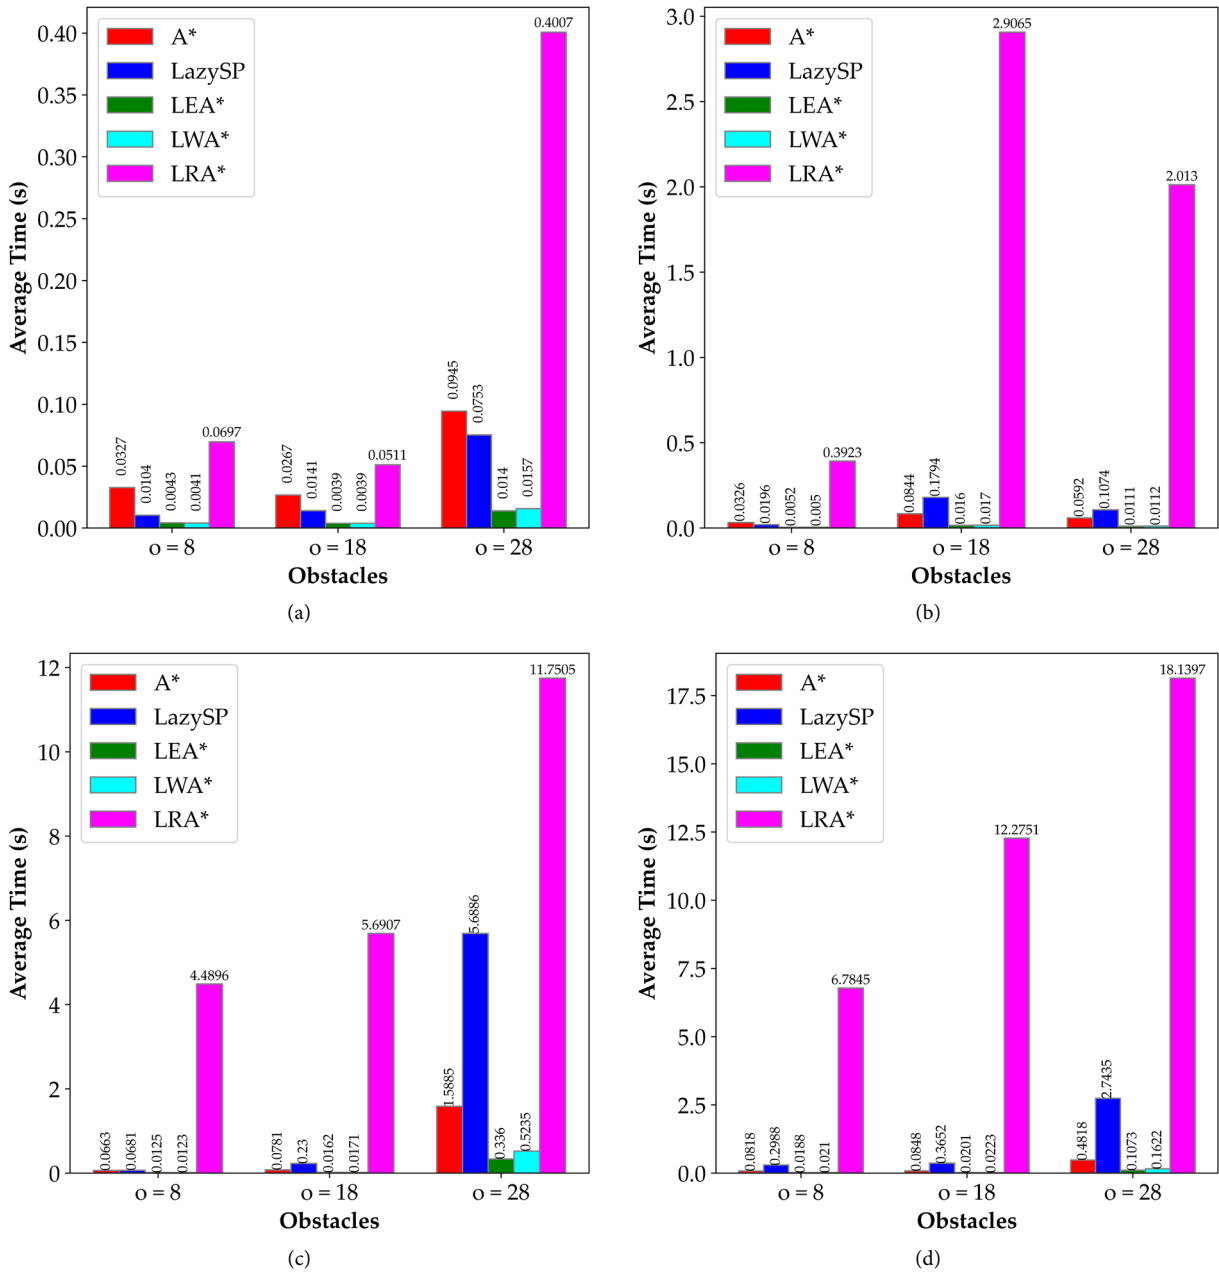 0.40
0.35
0.30
0.25
0.20
0.15
0.10
0.05
0.00
Average Time (s)
A*
LazySP
LEA*
LWA*
LRA*
0.0327
0.0104
0.0043
0.0041
0.0697
0.0267
0.0141
0.0039
0.0039
0.0511
0.0945
0.0753
0.014
0.0157
0.4007
o = 8
o = 18
o = 28
Obstacles
(a)
3.0
2.5
2.0
1.5
1.0
0.5
0.0
Average Time (s)
A*
LazySP
LEA*
LWA*
LRA*
0.0326
0.0196
0.0052
0.005
0.3923
0.0844
0.1794
0.016
0.017
2.9065
0.0592
0.1074
0.0111
0.0112
2.013
o = 8
o = 18
o = 28
Obstacles
(b)
12
10
8
6
4
2
0
Average Time (s)
A*
LazySP
LEA*
LWA*
LRA*
0.0663
0.0681
0.0125
0.0123
4.4896
0.0781
0.23
0.0162
0.0171
5.6907
1.5885
5.6886
0.336
0.5235
11.7505
o = 8
o = 18
o = 28
Obstacles
(c)
17.5
15.0
12.5
10.0
7.5
5.0
2.5
0.0
Average Time (s)
A*
LazySP
LEA*
LWA*
LRA*
0.0818
0.2988
0.0188
0.021
6.7845
0.0848
0.3652
0.0201
0.0223
12.2751
0.4818
2.7435
0.1073
0.1622
18.1397
o = 8
o = 18
o = 28
Obstacles
(d)